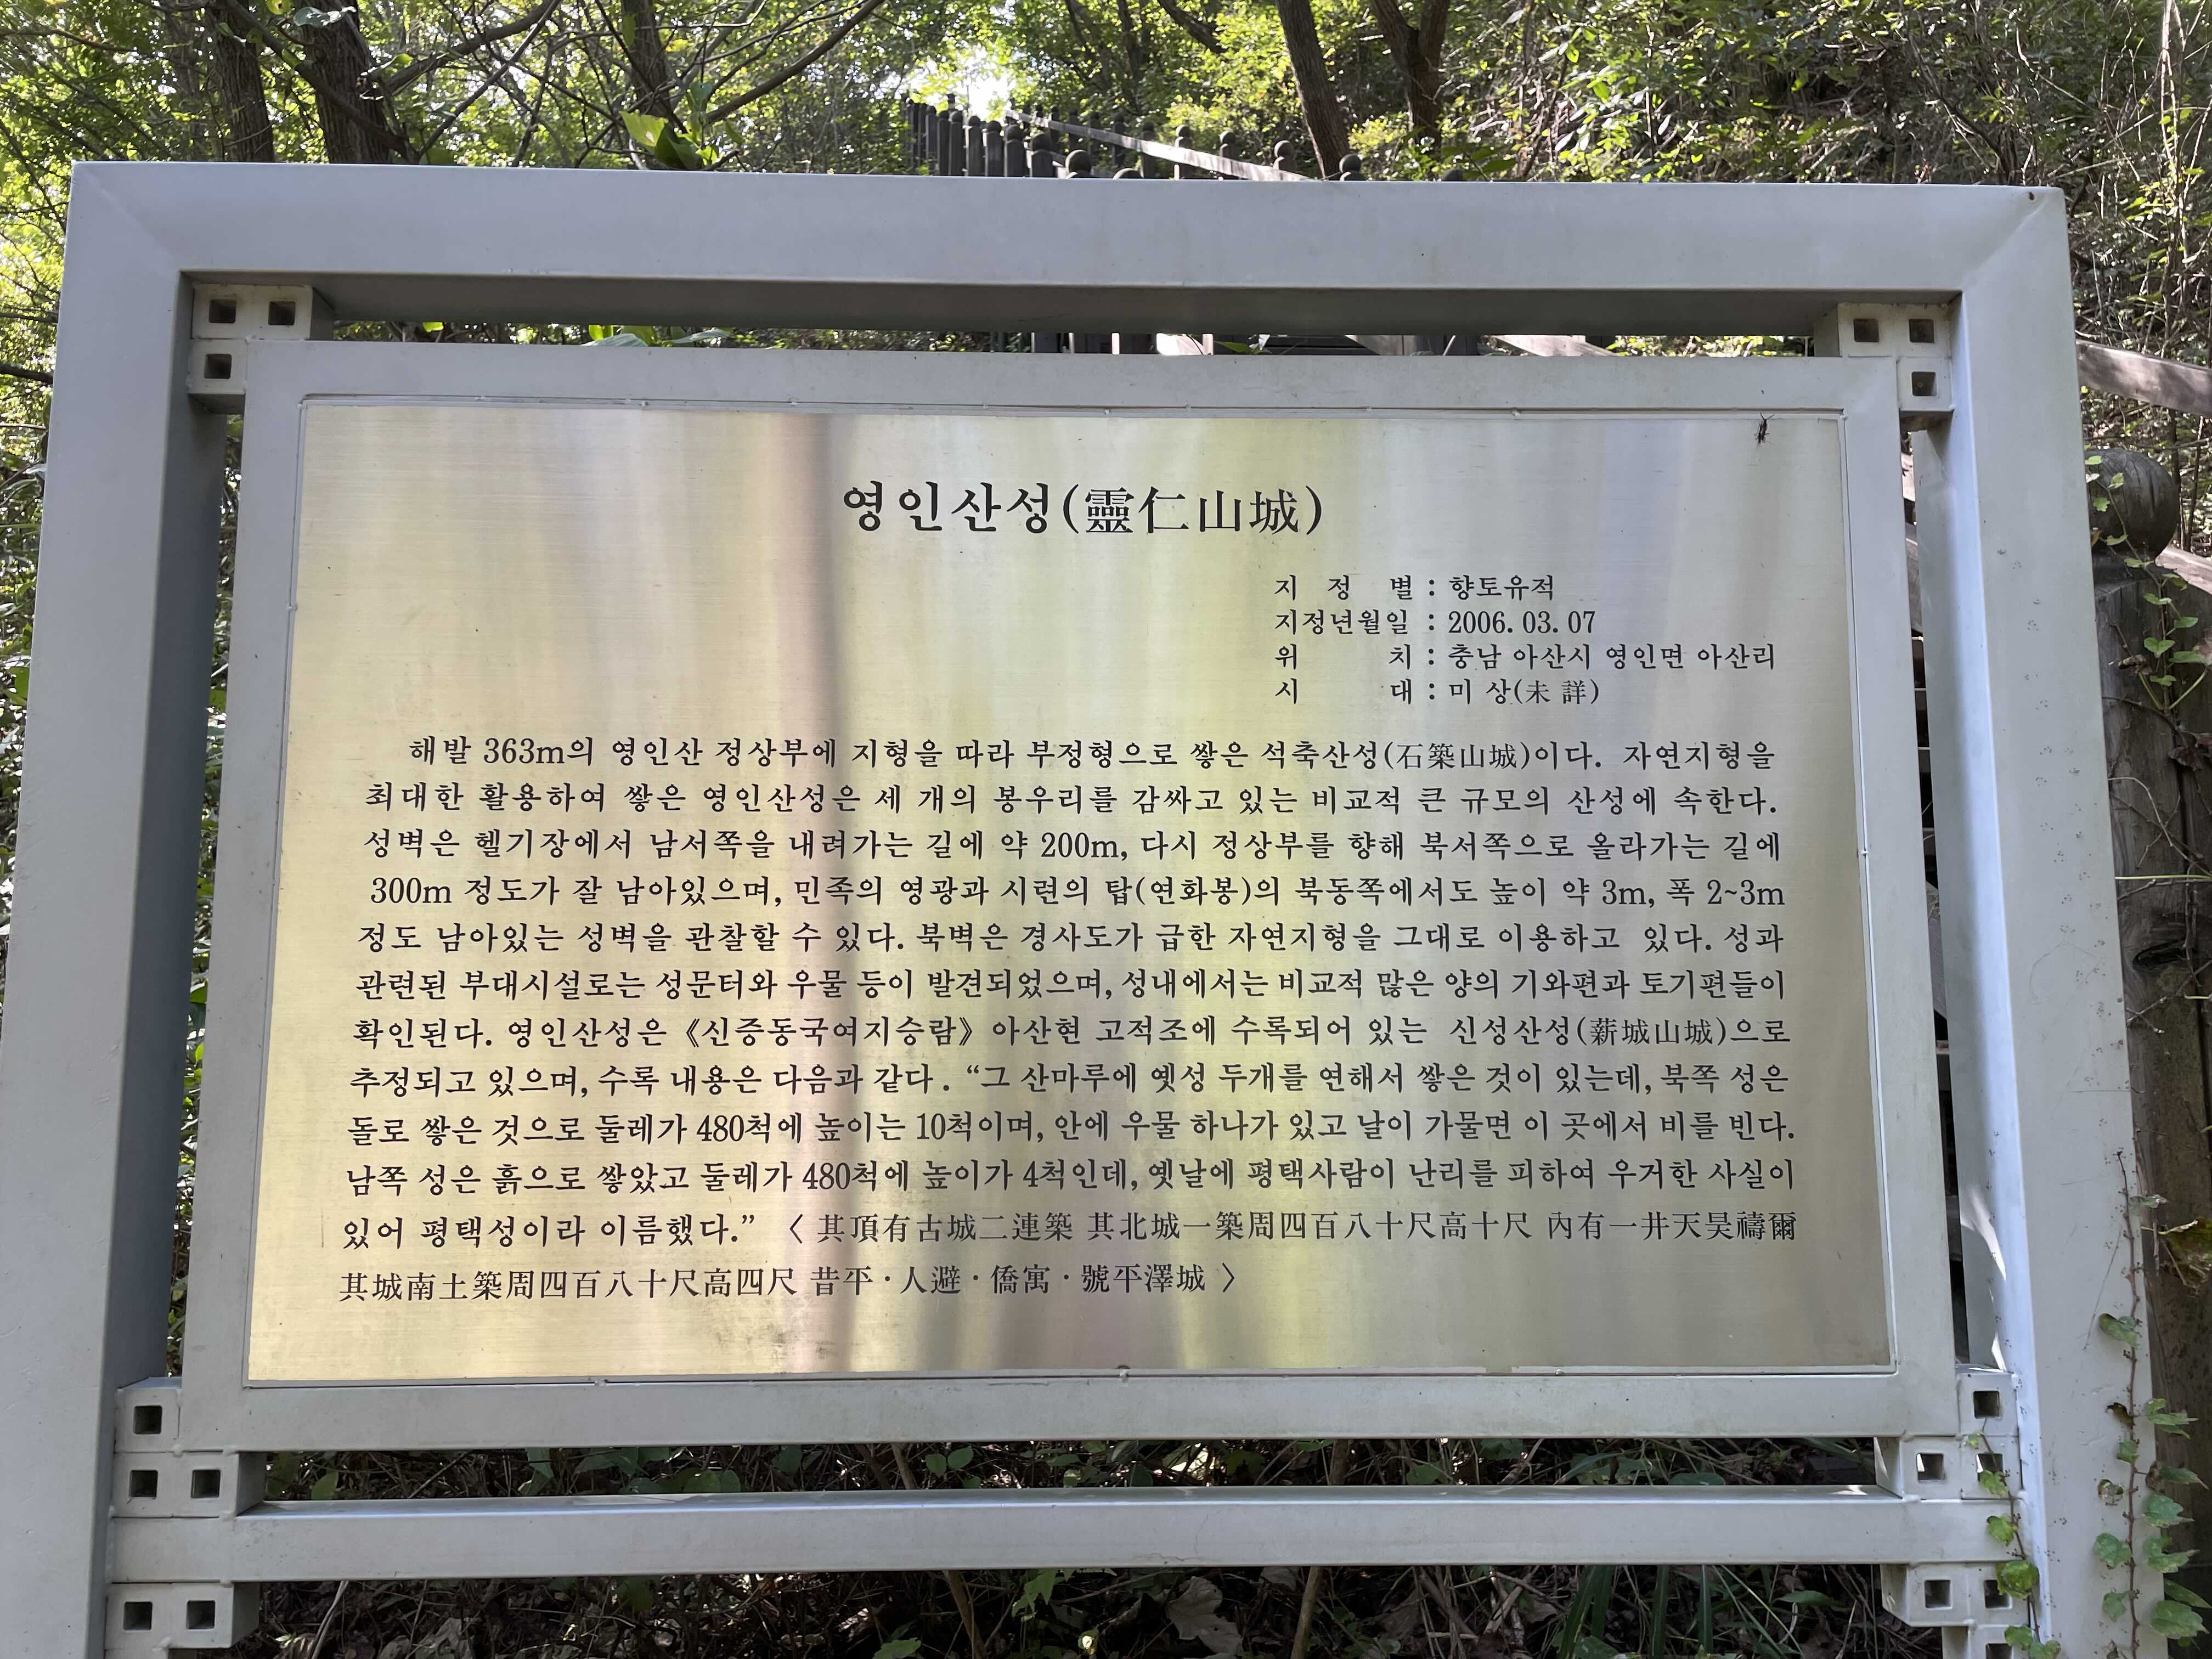 영인산성(靈仁山城)
지 정 별 : 향토유적
지정년월일 : 2006. 03. 07
위 치 : 충남 아산시 영인면 아산리
시 대 : 미 상(未 詳)
해발 363m의 영인산 정상부에 지형을 따라 부정형으로 쌓은 석축산성(石築山城)이다. 자연지형을
최대한 활용하여 쌓은 영인산성은 세 개의 봉우리를 감싸고 있는 비교적 큰 규모의 산성에 속한다.
성벽은 헬기장에서 남서쪽을 내려가는 길에 약 200m, 다시 정상부를 향해 북서쪽으로 올라가는 길에
300m 정도가 잘 남아있으며, 민족의 영광과 시련의 탑(연화봉)의 북동쪽에서도 높이 약 3m, 폭 2~3m
정도 남아있는 성벽을 관찰할 수 있다. 북벽은 경사도가 급한 자연지형을 그대로 이용하고 있다. 성과
관련된 부대시설로는 성문터와 우물 등이 발견되었으며, 성내에서는 비교적 많은 양의 기와편과 토기편들이
확인된다. 영인산성은 《신증동국여지승람》 아산현 고적조에 수록되어 있는 신성산성(薪城山城)으로
추정되고 있으며, 수록 내용은 다음과 같다. “그 산마루에 옛성 두개를 연해서 쌓은 것이 있는데, 북쪽 성은
돌로 쌓은 것으로 둘레가 480척에 높이는 10척이며, 안에 우물 하나가 있고 날이 가물면 이 곳에서 비를 빈다.
남쪽 성은 흙으로 쌓았고 둘레가 480척에 높이가 4척인데, 옛날에 평택사람이 난리를 피하여 우거한 사실이
있어 평택성이라 이름했다.” 〈 其頂有古城二連築 其北城一築周四百八十尺高十尺 內有一井天昊禱爾
其城南土築周四百八十尺高四尺 昔平·人避·僑寓·號平澤城 〉